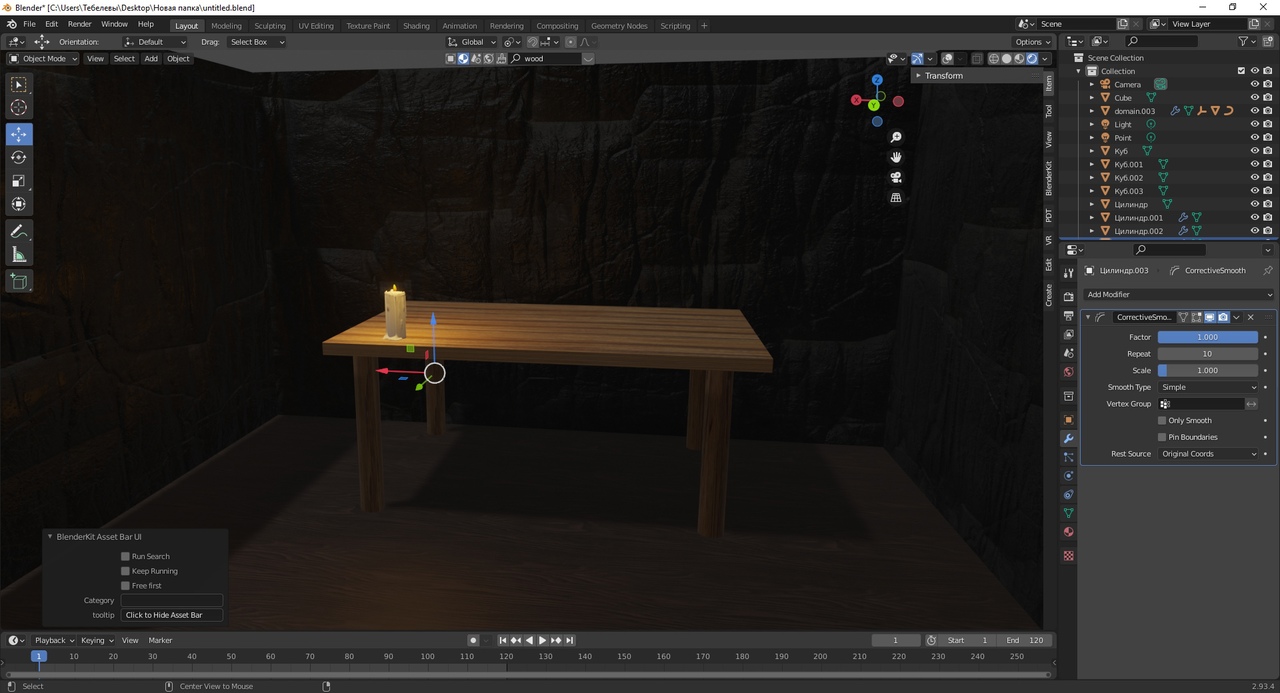 Blender* [C:\Users\Тебелевы\Desktop\Новая папка\untitled.blend]
File Edit Render Window Help Layout Modeling Sculpting UV Editing Texture Paint Shading Animation Rendering Compositing Geometry Nodes Scripting + Scene View Layer
Orientation: Default Drag: Select Box Global Options
Object Mode View Select Add Object wood
Transform
Z
X
Y
Item
Tool
View
BlenderKit
PDT
VR
Edit
Create
Scene Collection
Collection
Camera
Cube
domain.003
Light
Point
Куб
Куб.001
Куб.002
Куб.003
Цилиндр
Цилиндр.001
Цилиндр.002
Цилиндр.003 CorrectiveSmooth
Add Modifier
CorrectiveSmo...
Factor 1.000
Repeat 10
Scale 1.000
Smooth Type Simple
Vertex Group
Only Smooth
Pin Boundaries
Rest Source Original Coords
BlenderKit Asset Bar UI
Run Search
Keep Running
Free first
Category
tooltip Click to Hide Asset Bar
Playback Keying View Marker 1 Start 1 End 120
1 10 20 30 40 50 60 70 80 90 100 110 120 130 140 150 160 170 180 190 200 210 220 230 240 250
Select Center View to Mouse 2.93.4